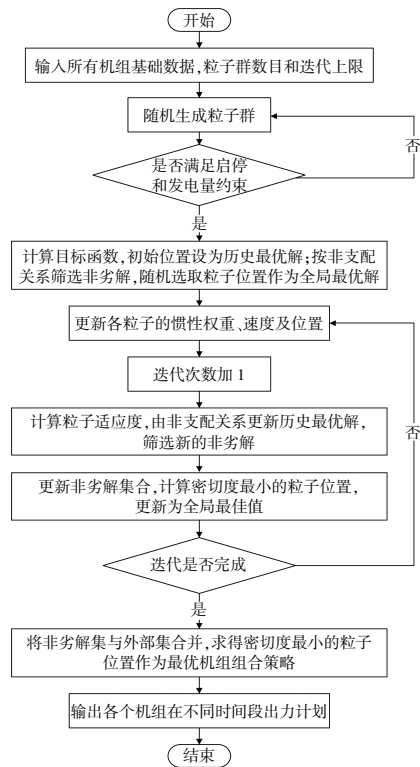 开始
输入所有机组基础数据,粒子群数目和迭代上限
随机生成粒子群
否
是否满足启停
和发电量约束
是
计算目标函数,初始位置设为历史最优解;按非支配
关系筛选非劣解,随机选取粒子位置作为全局最优解
更新各粒子的惯性权重、速度及位置
迭代次数加 1
计算粒子适应度,由非支配关系更新历史最优解,
筛选新的非劣解
否
更新非劣解集合,计算密切度最小的粒子位置,
更新为全局最佳值
迭代是否完成
是
将非劣解集与外部集合并,求得密切度最小的粒子
位置作为最优机组组合策略
输出各个机组在不同时间段出力计划
结束